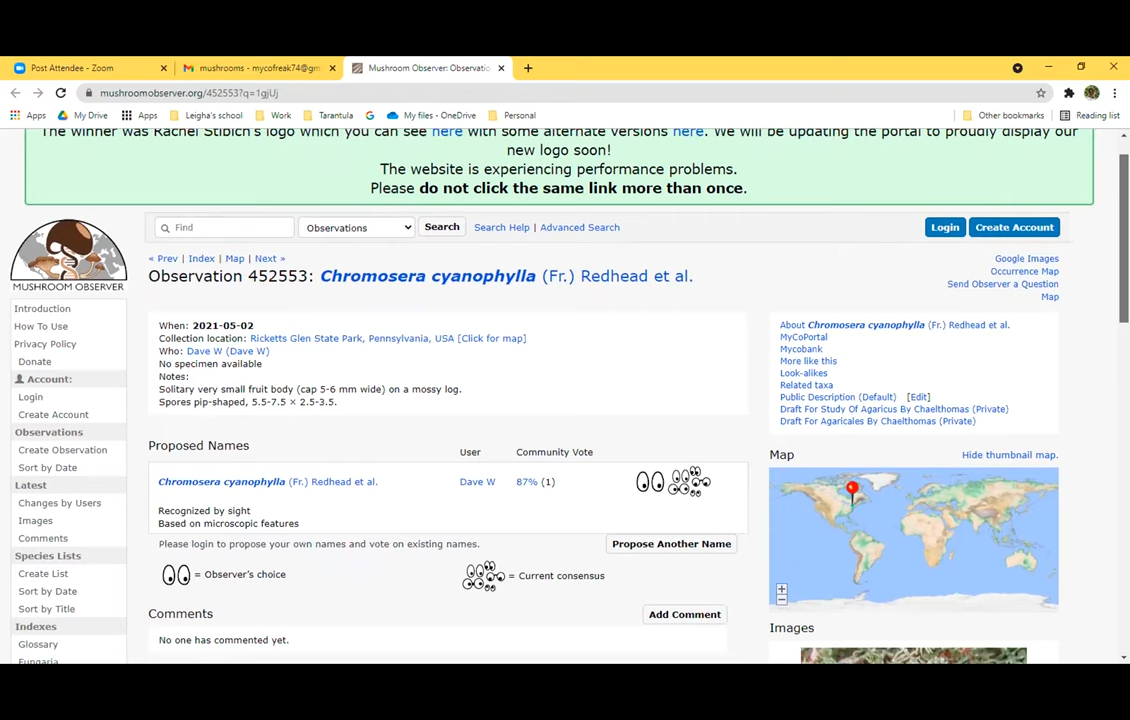 Post Attendee - Zoom
mushrooms - mycofreak74@gm
Mushroom Observer: Observatio
mushroomobserver.org/452553?q=1gjUj
Apps
My Drive
Apps
Leigha's school
Work
Tarantula
My files - OneDrive
Personal
Other bookmarks
Reading list
The winner was Rachel Stibich's logo which you can see here with some alternate versions here. We will be updating the portal to proudly display our
new logo soon!
The website is experiencing performance problems.
Please do not click the same link more than once.
Find
Observations
Search
Search Help | Advanced Search
Login
Create Account
MUSHROOM OBSERVER
Introduction
How To Use
Privacy Policy
Donate
Account:
Login
Create Account
Observations
Create Observation
Sort by Date
Latest
Changes by Users
Images
Comments
Species Lists
Create List
Sort by Date
Sort by Title
Indexes
Glossary
Fungaria
« Prev | Index | Map | Next »
Observation 452553: Chromosera cyanophylla (Fr.) Redhead et al.
When: 2021-05-02
Collection location: Ricketts Glen State Park, Pennsylvania, USA [Click for map]
Who: Dave W (Dave W)
No specimen available
Notes:
Solitary very small fruit body (cap 5-6 mm wide) on a mossy log.
Spores pip-shaped, 5.5-7.5 × 2.5-3.5.
Proposed Names
User
Community Vote
Chromosera cyanophylla (Fr.) Redhead et al.
Dave W
87% (1)
Recognized by sight
Based on microscopic features
Please login to propose your own names and vote on existing names.
Propose Another Name
= Observer's choice
= Current consensus
Comments
Add Comment
No one has commented yet.
Google Images
Occurrence Map
Send Observer a Question
Map
About Chromosera cyanophylla (Fr.) Redhead et al.
MyCoPortal
Mycobank
More like this
Look-alikes
Related taxa
Public Description (Default) [Edit]
Draft For Study Of Agaricus By Chaelthomas (Private)
Draft For Agaricales By Chaelthomas (Private)
Map
Hide thumbnail map.
Images